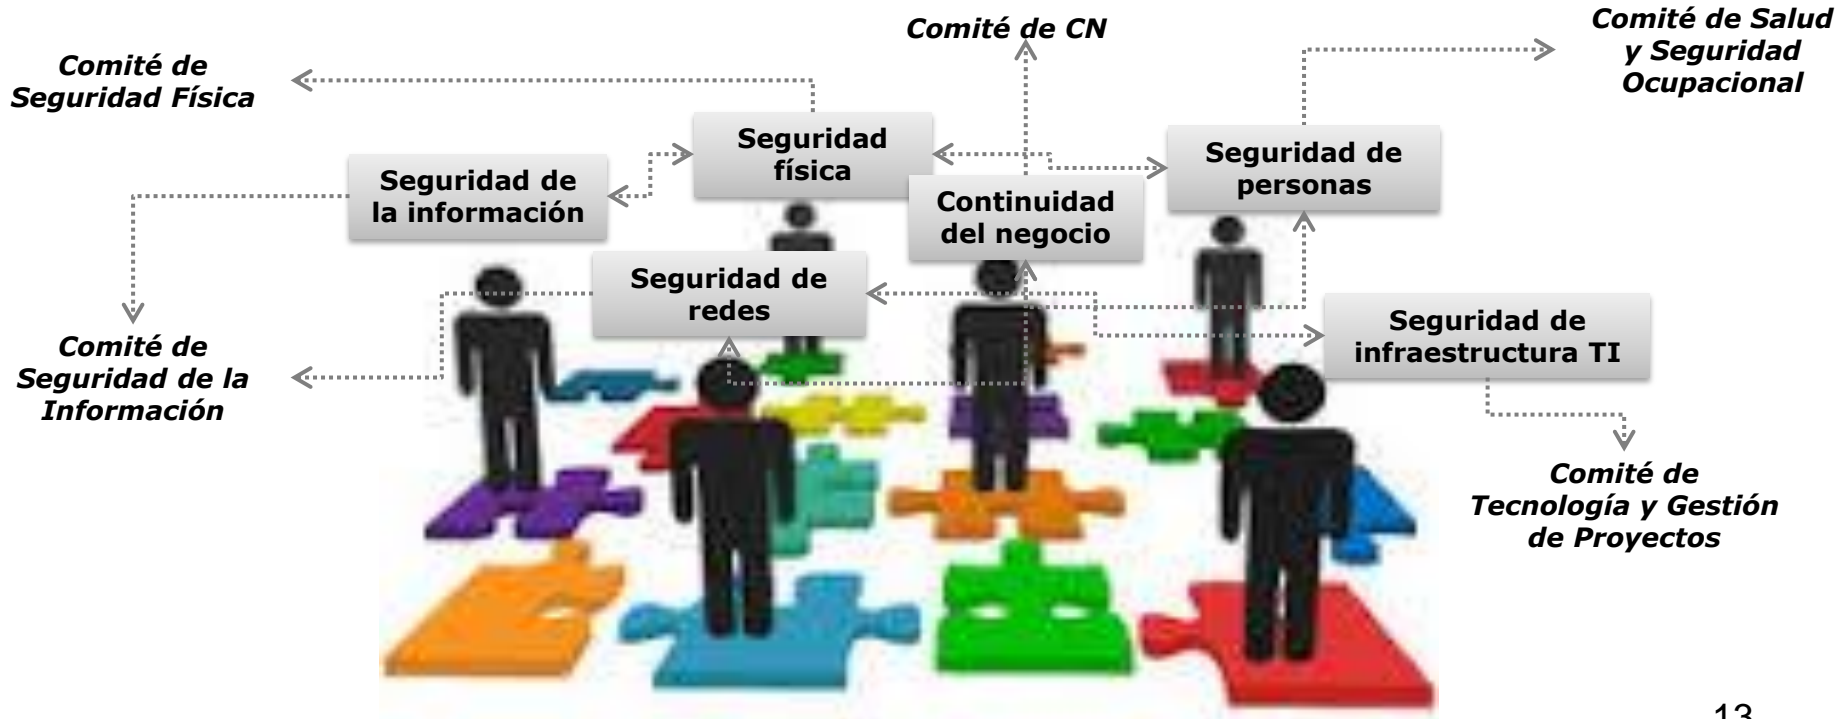 Comité de CN
Comité de Salud
y Seguridad
Ocupacional
Comité de
Seguridad Física
Seguridad
física
Seguridad de
personas
Seguridad de
la información
Continuidad
del negocio
Seguridad de
redes
Seguridad de
infraestructura TI
Comité de
Seguridad de la
Información
Comité de
Tecnología y Gestión
de Proyectos
13